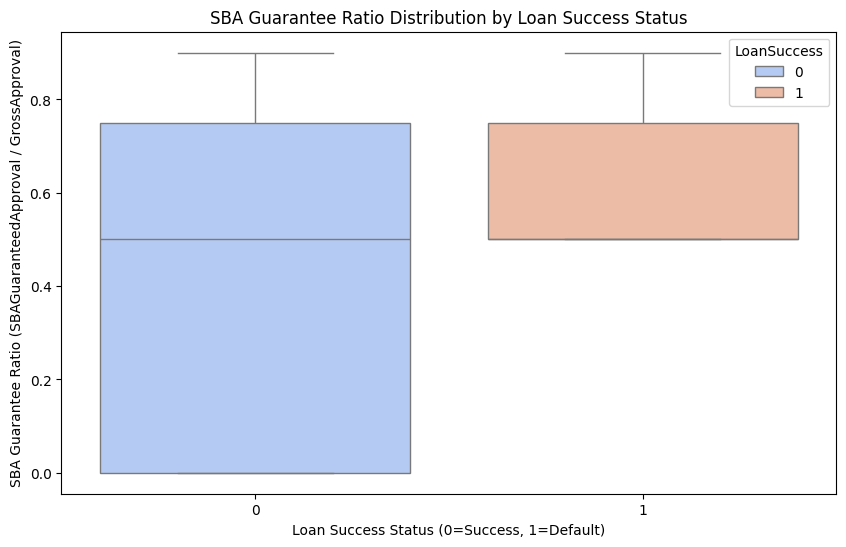 SBA Guarantee Ratio Distribution by Loan Success Status
SBA Guarantee Ratio (SBAGuaranteedApproval / GrossApproval)
0.8
0.6
0.4
0.2
0.0
LoanSuccess
0
1
0
1
Loan Success Status (0=Success, 1=Default)